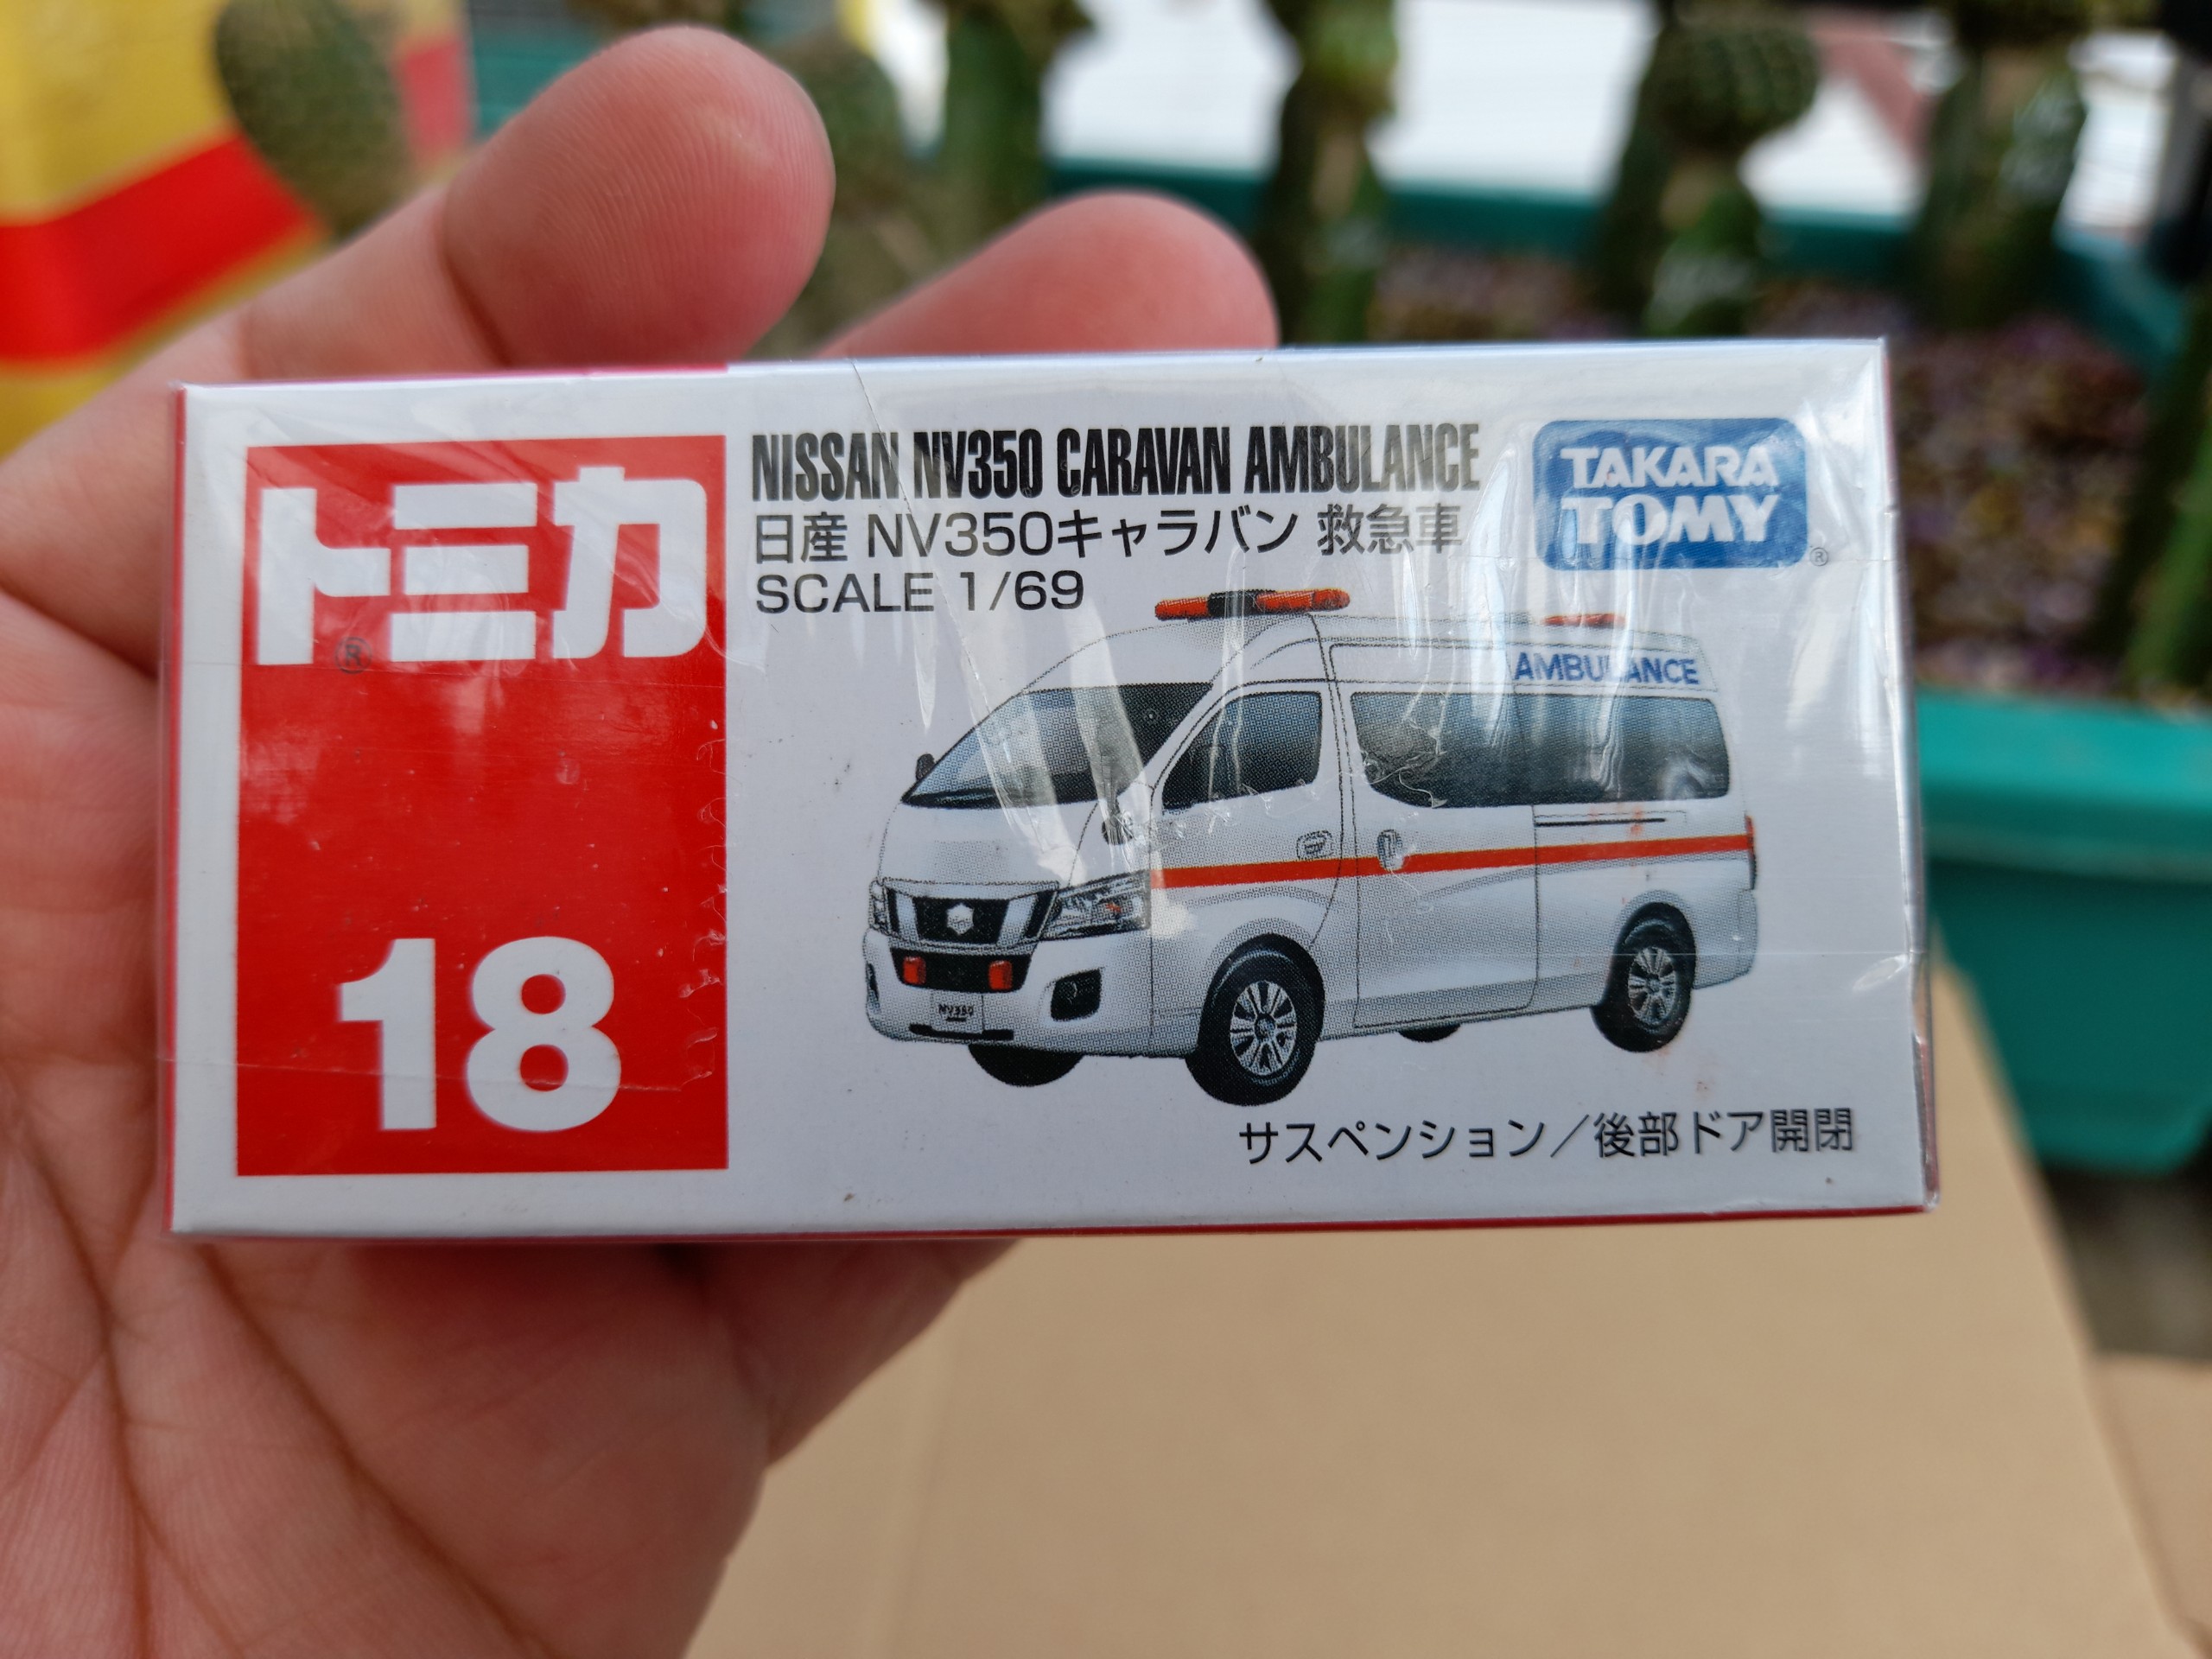 トミカ
®
18
NISSAN NV350 CARAVAN AMBULANCE
日産 NV350キャラバン 救急車
SCALE 1/69
TAKARA
TOMY
®
AMBULANCE
NV350
サスペンション／後部ドア開閉